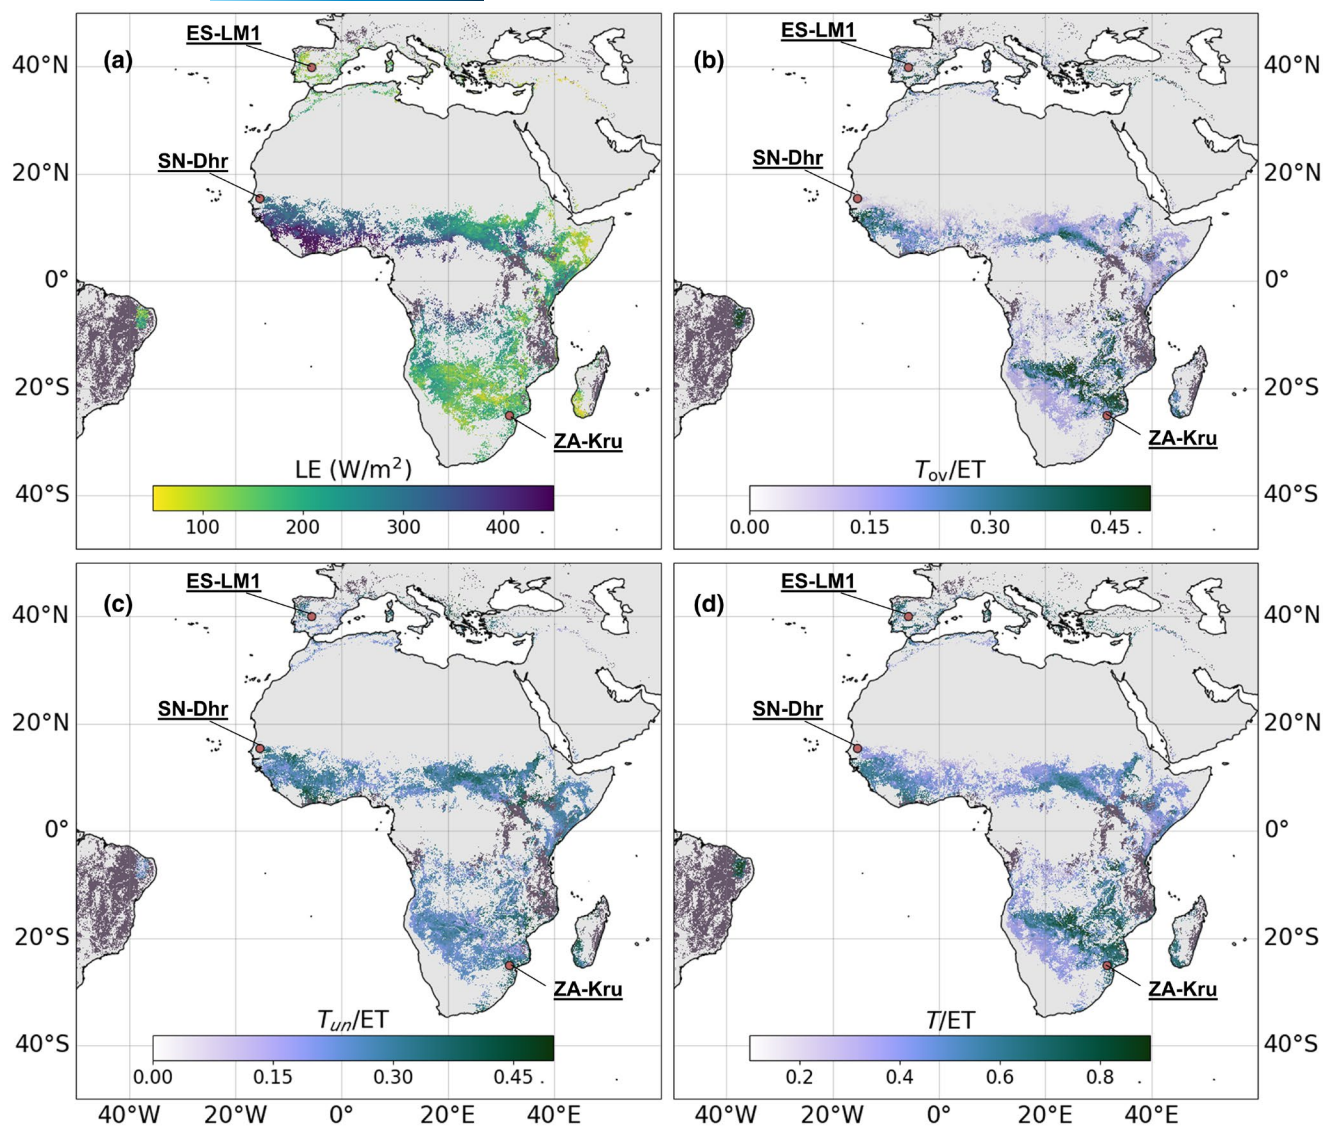 ES-LM1
ES-LM1
(a)
(b)
40°N
40°N
SN-Dhr
SN-Dhr
20°N
20°N
0°
0°
20°S
20°S
ZA-Kru
ZA-Kru
LE (W/m²)
T_ov/ET
40°S
40°S
100 200 300 400
0.00 0.15 0.30 0.45
ES-LM1
ES-LM1
(c)
(d)
40°N
40°N
SN-Dhr
SN-Dhr
20°N
20°N
0°
0°
20°S
20°S
ZA-Kru
ZA-Kru
T_un/ET
T/ET
40°S
40°S
0.00 0.15 0.30 0.45
0.2 0.4 0.6 0.8
40°W 20°W 0° 20°E 40°E
40°W 20°W 0° 20°E 40°E